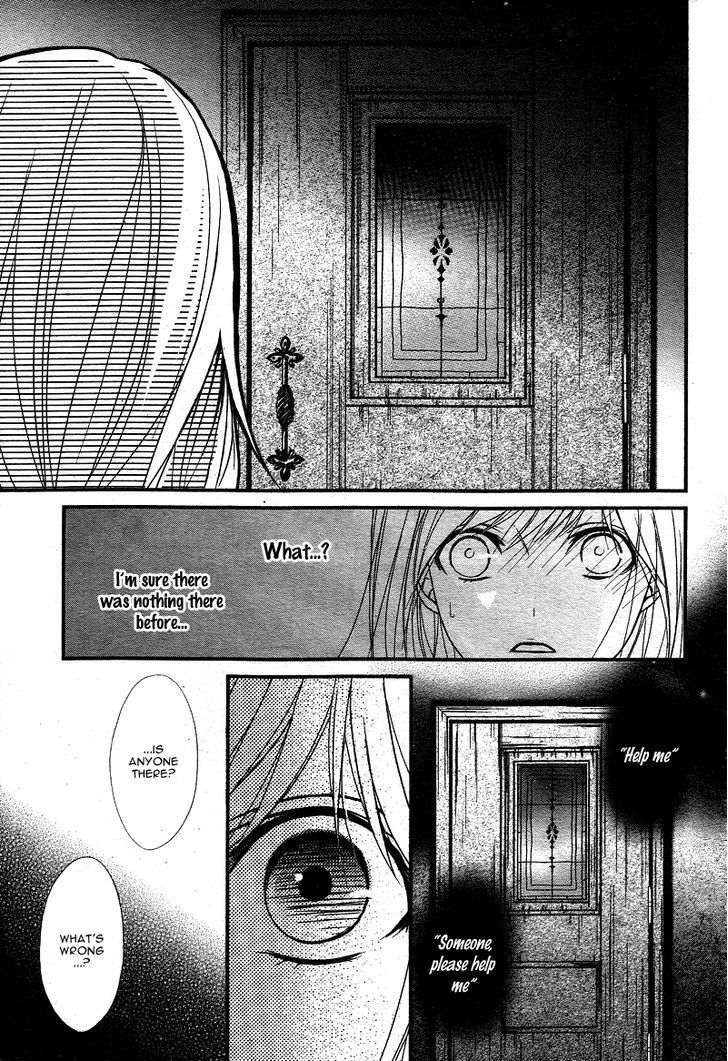 What...?
I'm sure there
was nothing there
before...
"Help me"
"Someone,
please help
me"
...IS
ANYONE
THERE?
WHAT'S
WRONG
...?